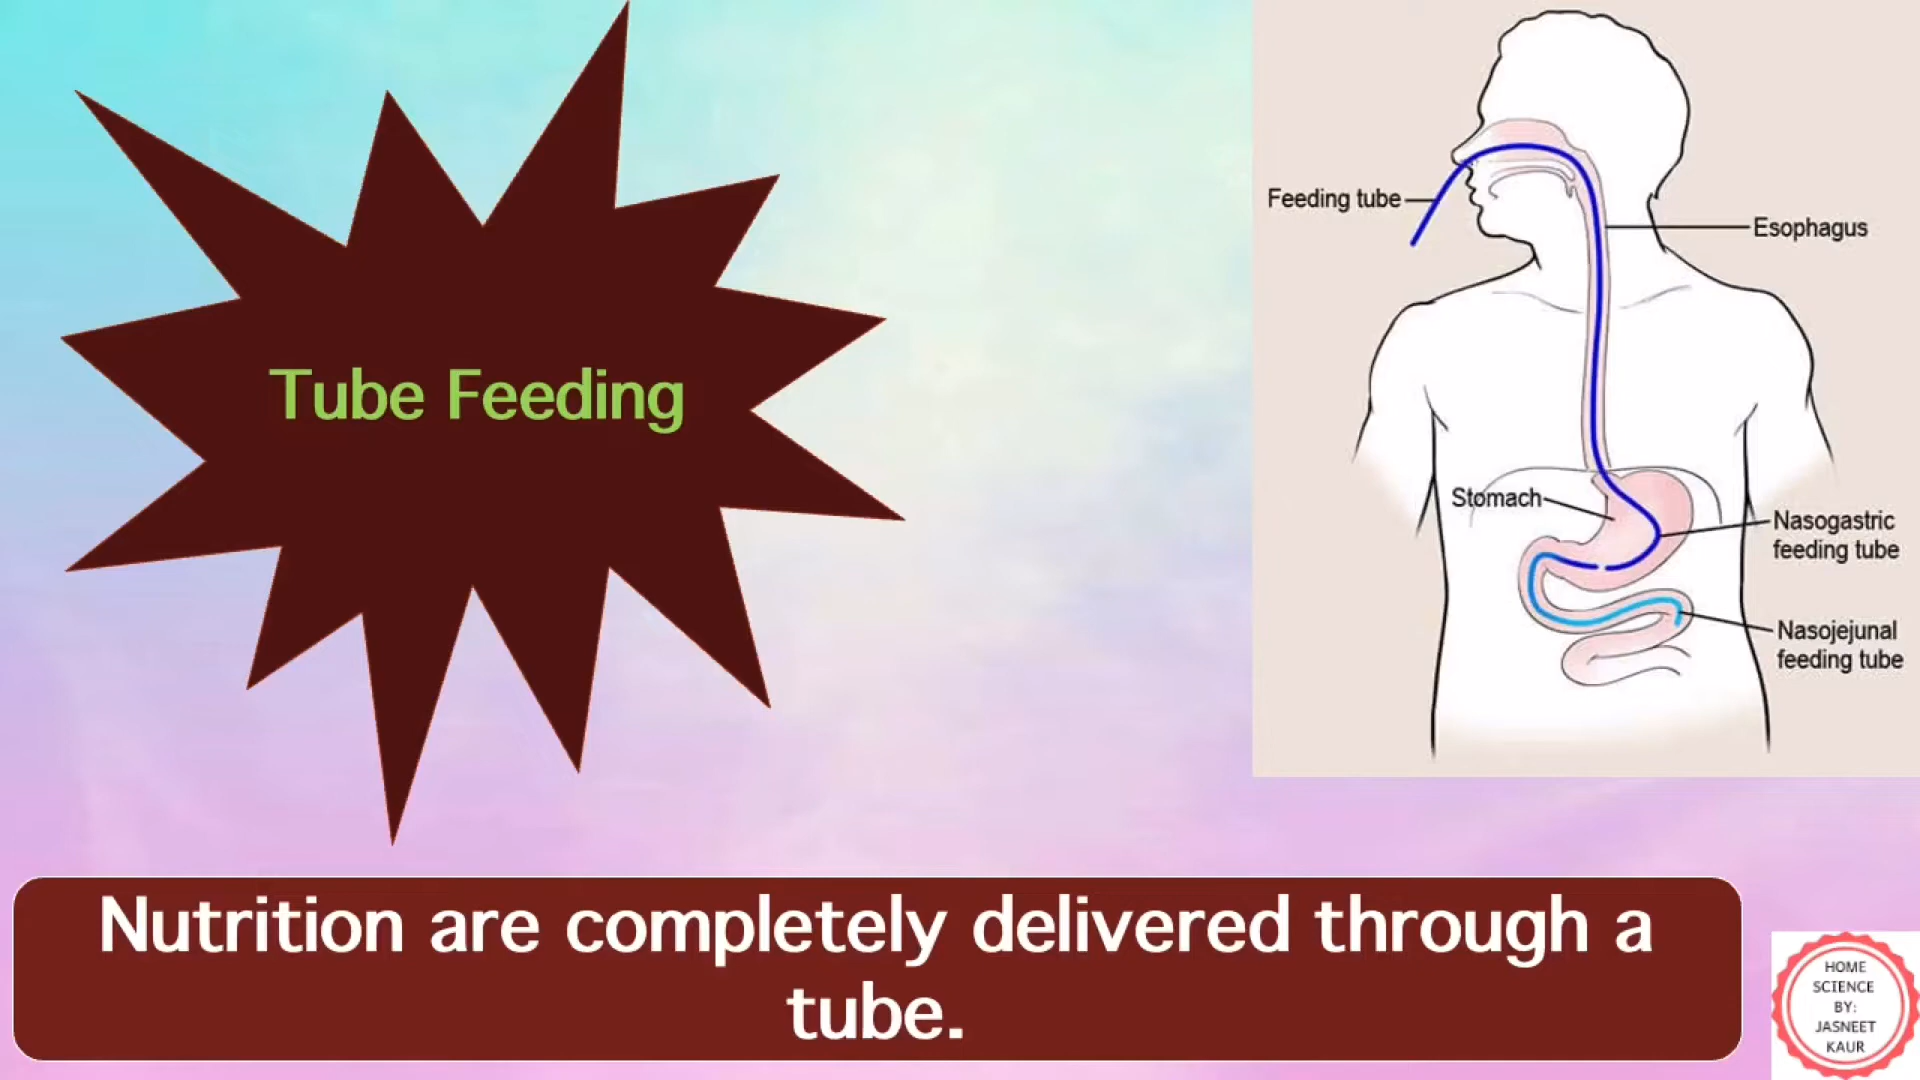 Tube Feeding
Feeding tube
Esophagus
Stomach
Nasogastric
feeding tube
Nasojejunal
feeding tube
Nutrition are completely delivered through a
tube.
HOME
SCIENCE
BY:
JASNEET
KAUR